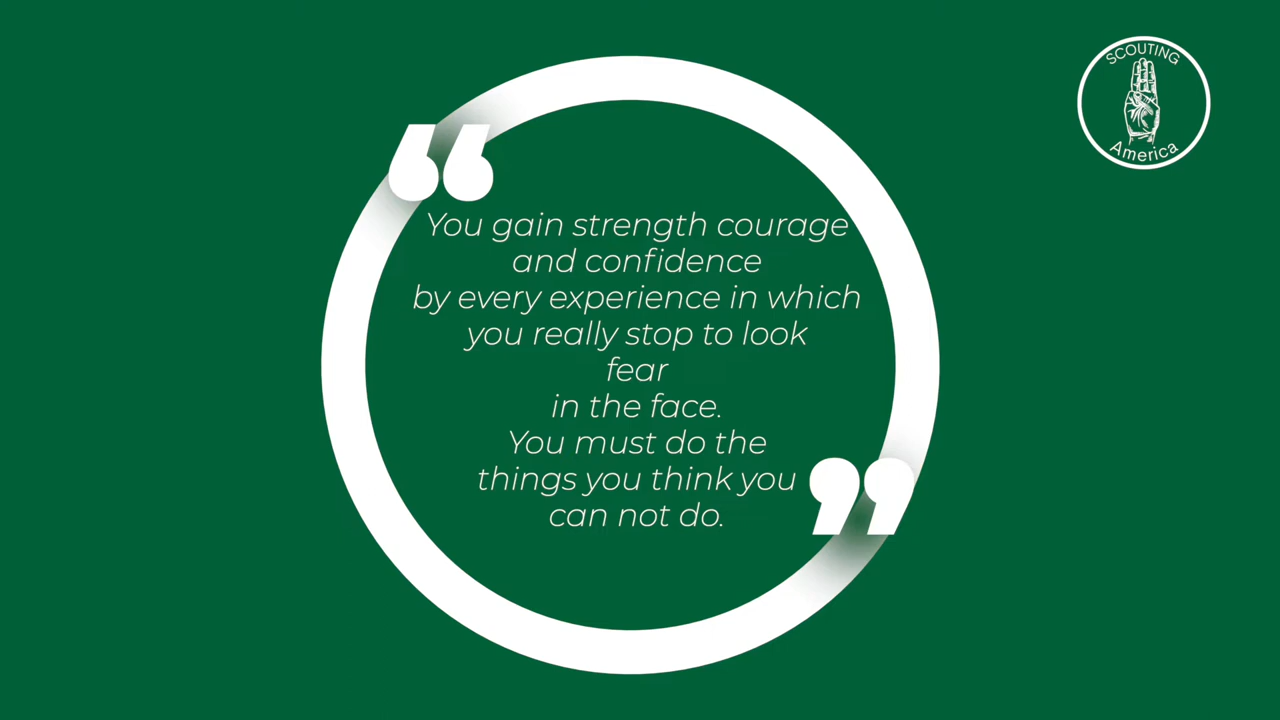 SCOUTING
America
You gain strength courage
and confidence
by every experience in which
you really stop to look
fear
in the face.
You must do the
things you think you
can not do.